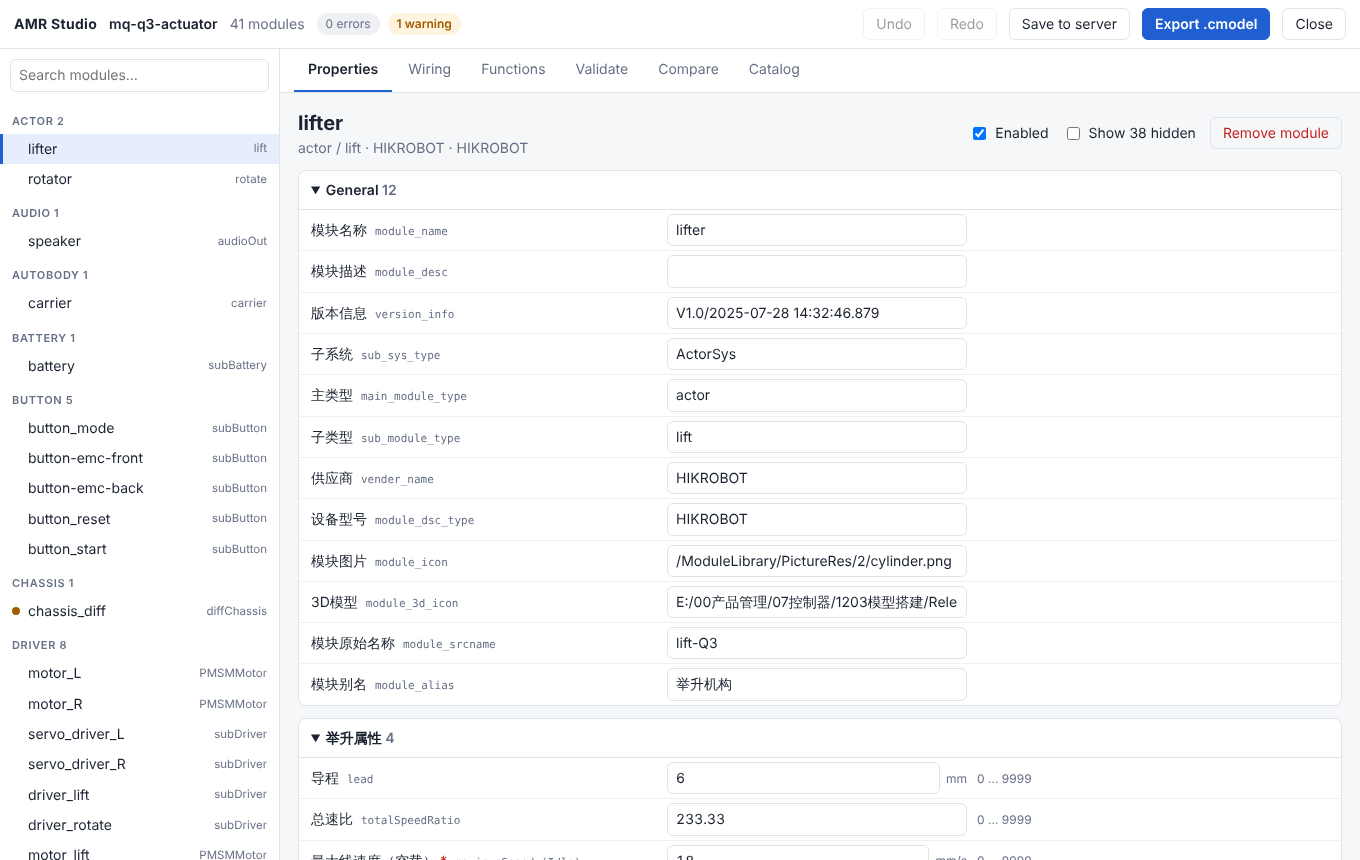 AMR Studio mq-q3-actuator 41 modules 0 errors 1 warning Undo Redo Save to server Export .cmodel Close
Search modules...
Properties Wiring Functions Validate Compare Catalog
ACTOR 2
lifter lift
rotator rotate
AUDIO 1
speaker audioOut
AUTOBODY 1
carrier carrier
BATTERY 1
battery subBattery
BUTTON 5
button_mode subButton
button-emc-front subButton
button-emc-back subButton
button_reset subButton
button_start subButton
CHASSIS 1
chassis_diff diffChassis
DRIVER 8
motor_L PMSMMotor
motor_R PMSMMotor
servo_driver_L subDriver
servo_driver_R subDriver
driver_lift subDriver
driver_rotate subDriver
motor_lift PMSMMotor
lifter
actor / lift · HIKROBOT · HIKROBOT
Enabled Show 38 hidden Remove module
General 12
模块名称 module_name lifter
模块描述 module_desc
版本信息 version_info V1.0/2025-07-28 14:32:46.879
子系统 sub_sys_type ActorSys
主类型 main_module_type actor
子类型 sub_module_type lift
供应商 vender_name HIKROBOT
设备型号 module_dsc_type HIKROBOT
模块图片 module_icon /ModuleLibrary/PictureRes/2/cylinder.png
3D模型 module_3d_icon E:/00产品管理/07控制器/1203模型搭建/Rele
模块原始名称 module_srcname lift-Q3
模块别名 module_alias 举升机构
举升属性 4
导程 lead 6 mm 0 … 9999
总速比 totalSpeedRatio 233.33 0 … 9999